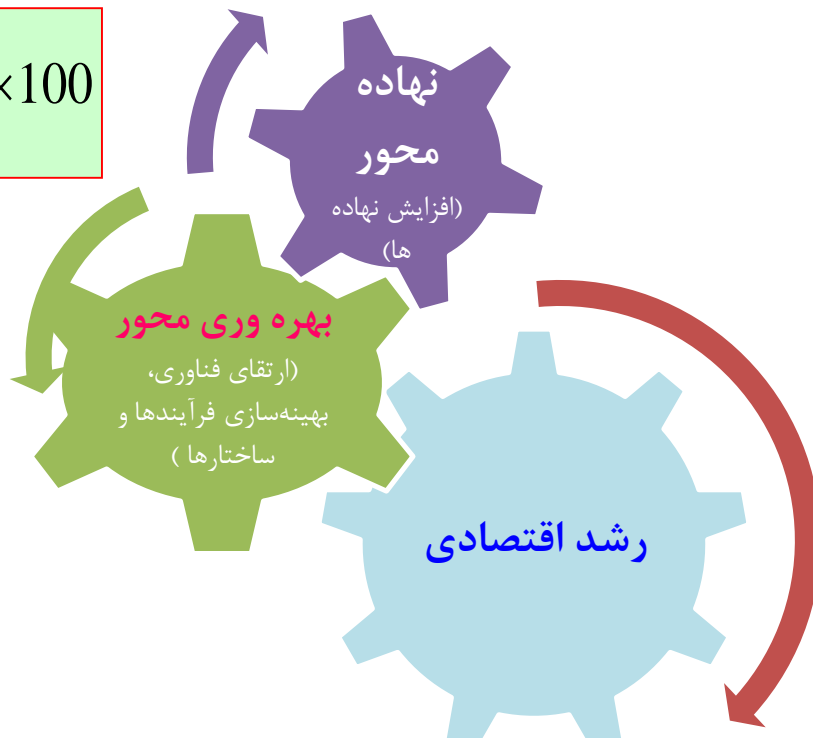 ×100
نهاده
محور
(افزایش نهاده
ها)
بهره وری محور
(ارتقای فناوری،
بهینه‌سازی فرآیندها و
ساختارها )
رشد اقتصادی